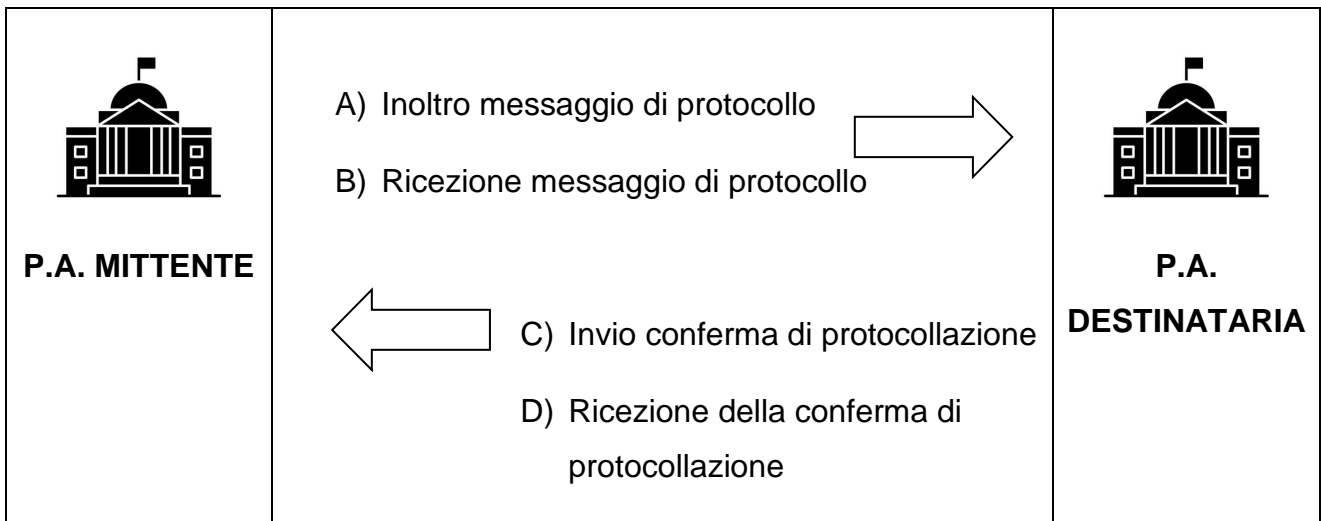 A) Inoltro messaggio di protocollo
B) Ricezione messaggio di protocollo
P.A. MITTENTE
P.A.
DESTINATARIA
C) Invio conferma di protocollazione
D) Ricezione della conferma di
protocollazione